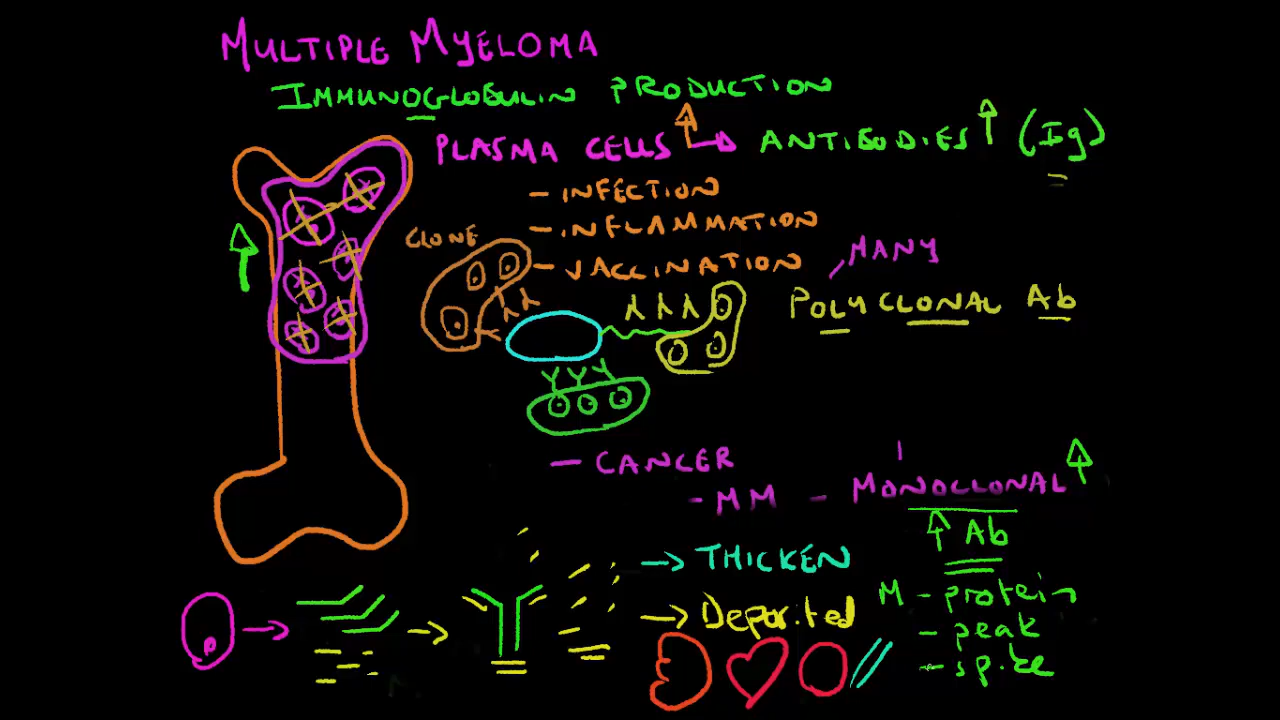 MULTIPLE MYELOMA
IMMUNOGLOBULIN PRODUCTION
PLASMA CELLS ↑ → ANTIBODIES ↑ (Ig)
- INFECTION
- INFLAMMATION
CLONE
- VACCINATION
MANY
POLYCLONAL Ab
- CANCER
- MM - MONOCLONAL ↑
1
↑ Ab
→ THICKEN
→ Deposited
M - protein
- peak
- spike